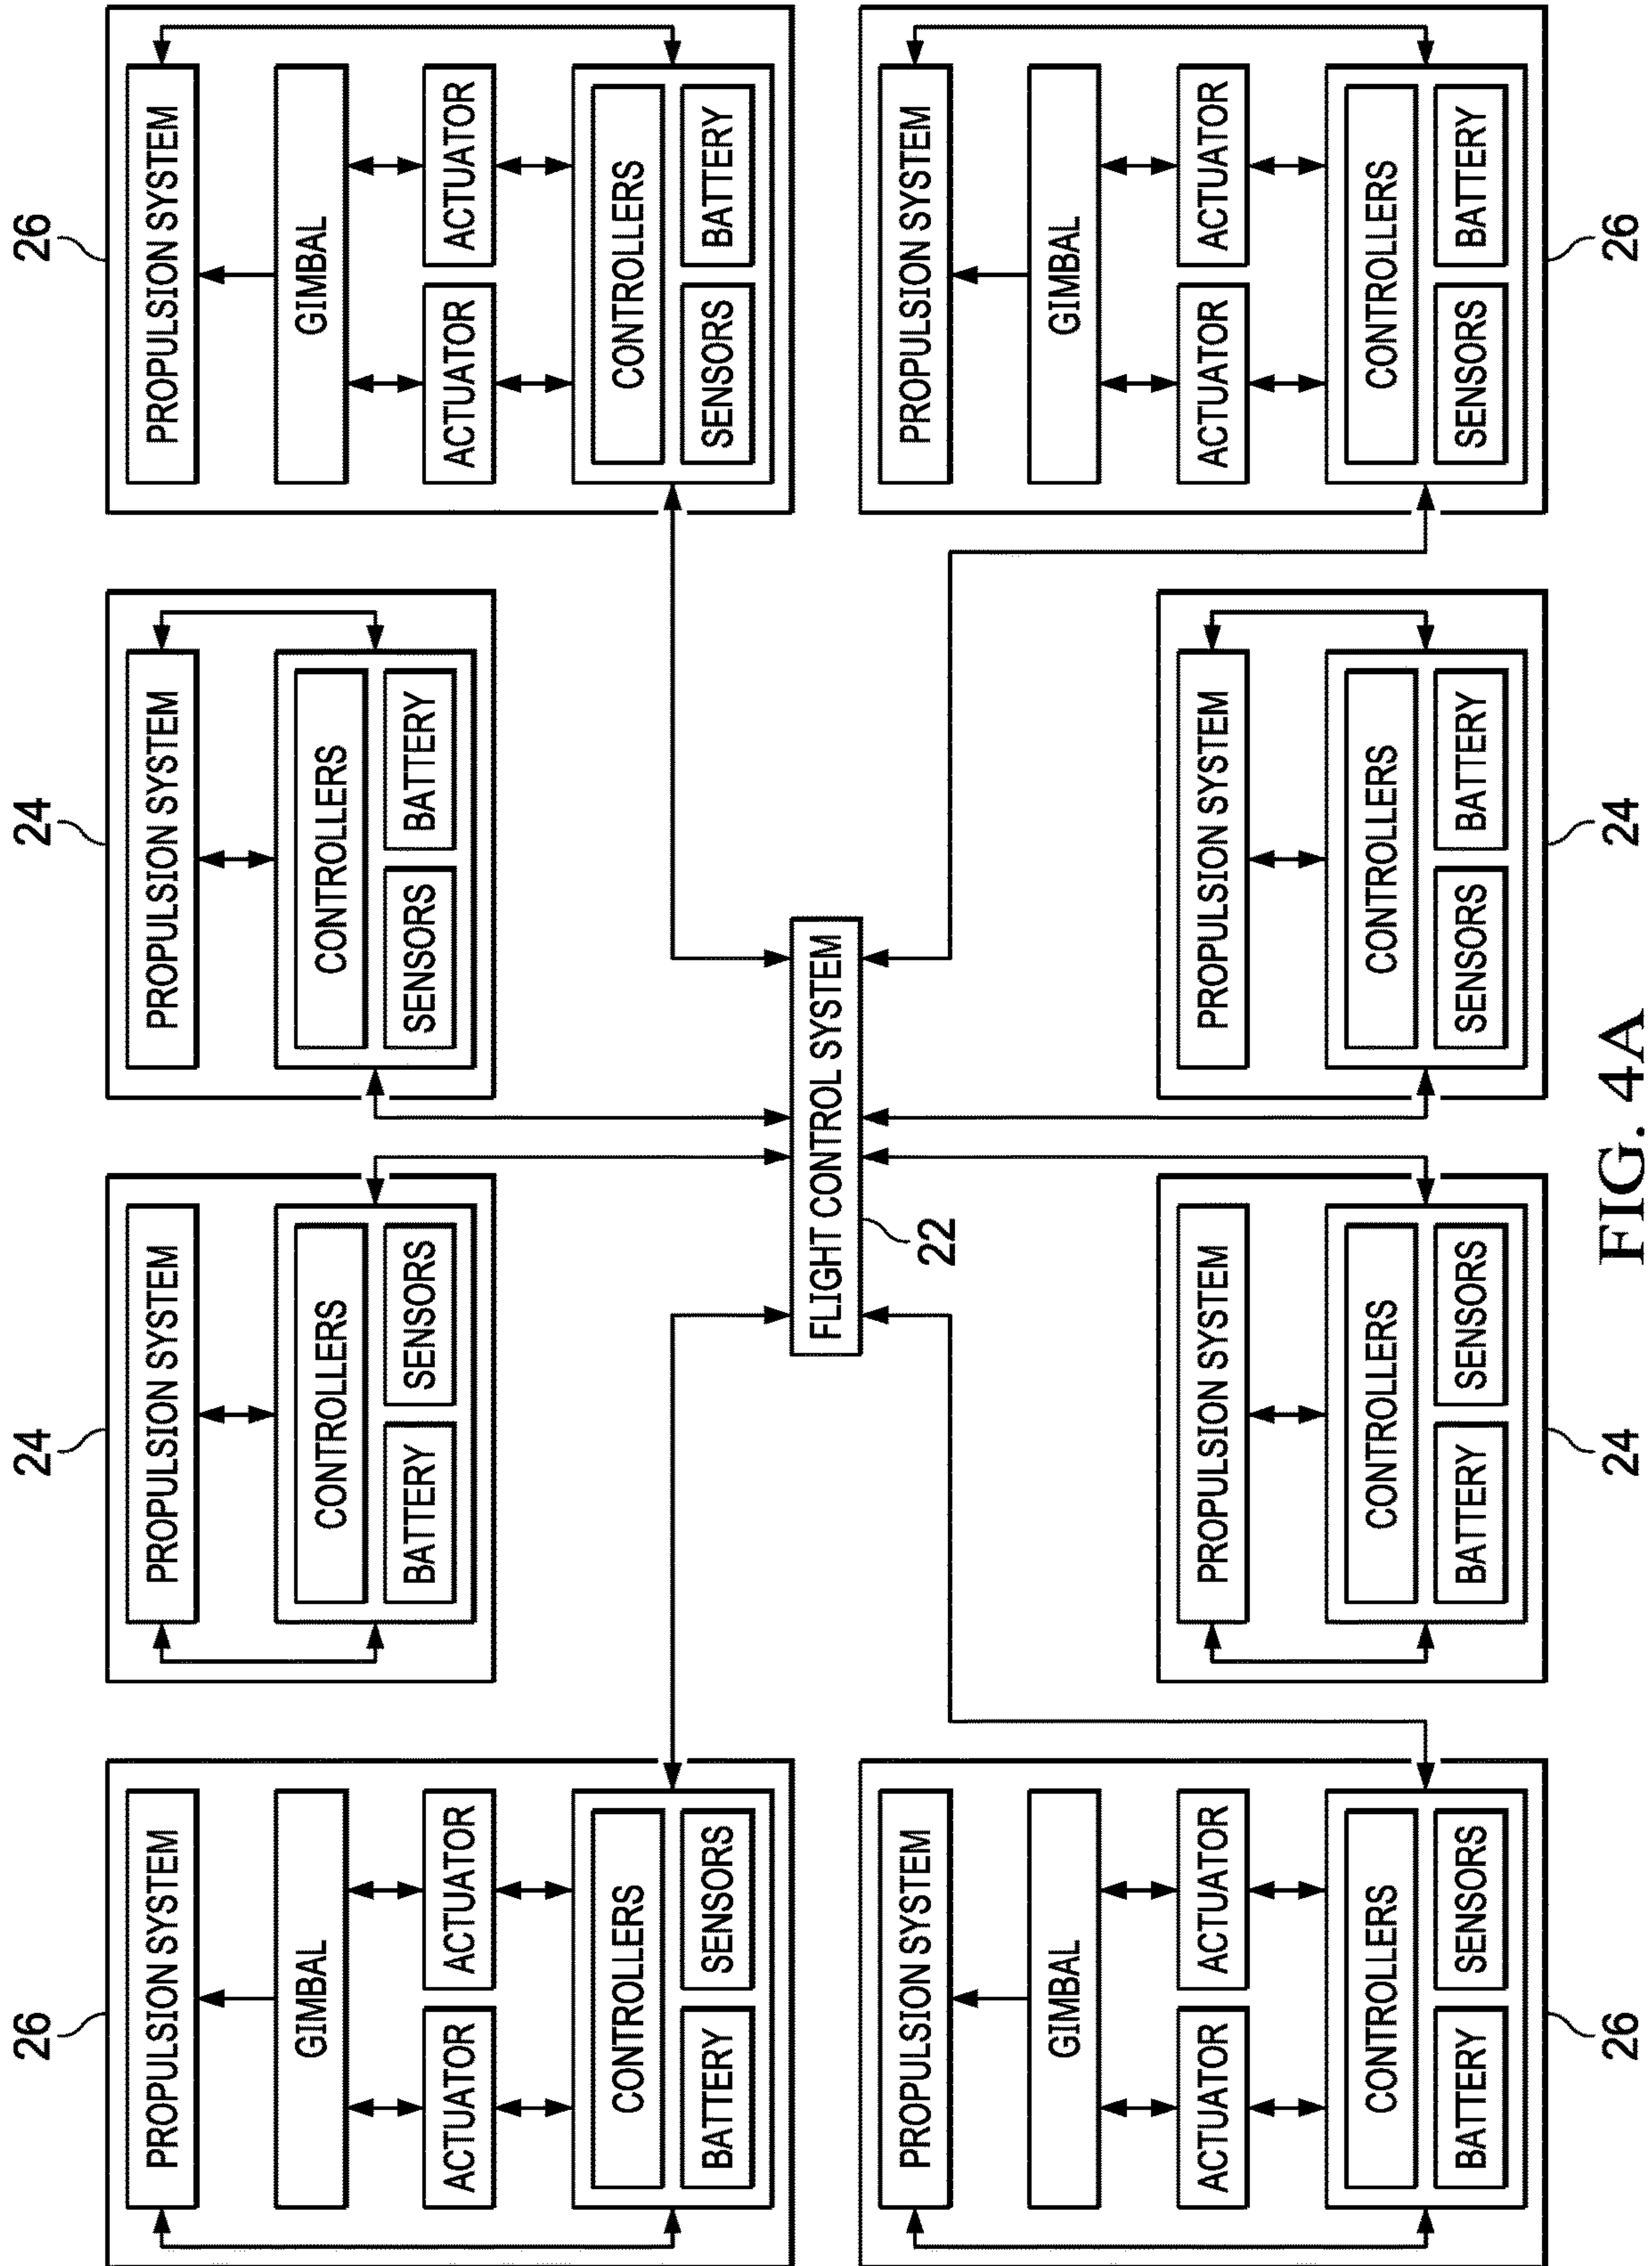 26
PROPULSION SYSTEM
GIMBAL
ACTUATOR ACTUATOR
CONTROLLERS
BATTERY SENSORS
24
PROPULSION SYSTEM
CONTROLLERS
BATTERY SENSORS
24
PROPULSION SYSTEM
CONTROLLERS
SENSORS BATTERY
26
PROPULSION SYSTEM
GIMBAL
ACTUATOR ACTUATOR
CONTROLLERS
SENSORS BATTERY
FLIGHT CONTROL SYSTEM
22
PROPULSION SYSTEM
GIMBAL
ACTUATOR ACTUATOR
CONTROLLERS
BATTERY SENSORS
26
PROPULSION SYSTEM
CONTROLLERS
BATTERY SENSORS
24
PROPULSION SYSTEM
CONTROLLERS
SENSORS BATTERY
24
PROPULSION SYSTEM
GIMBAL
ACTUATOR ACTUATOR
CONTROLLERS
SENSORS BATTERY
26
FIG. 4A